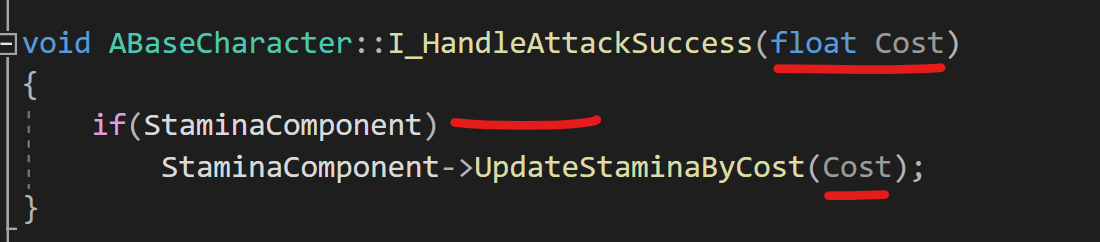 void ABaseCharacter::I_HandleAttackSuccess(float Cost)
{
if(StaminaComponent)
StaminaComponent->UpdateStaminaByCost(Cost);
}